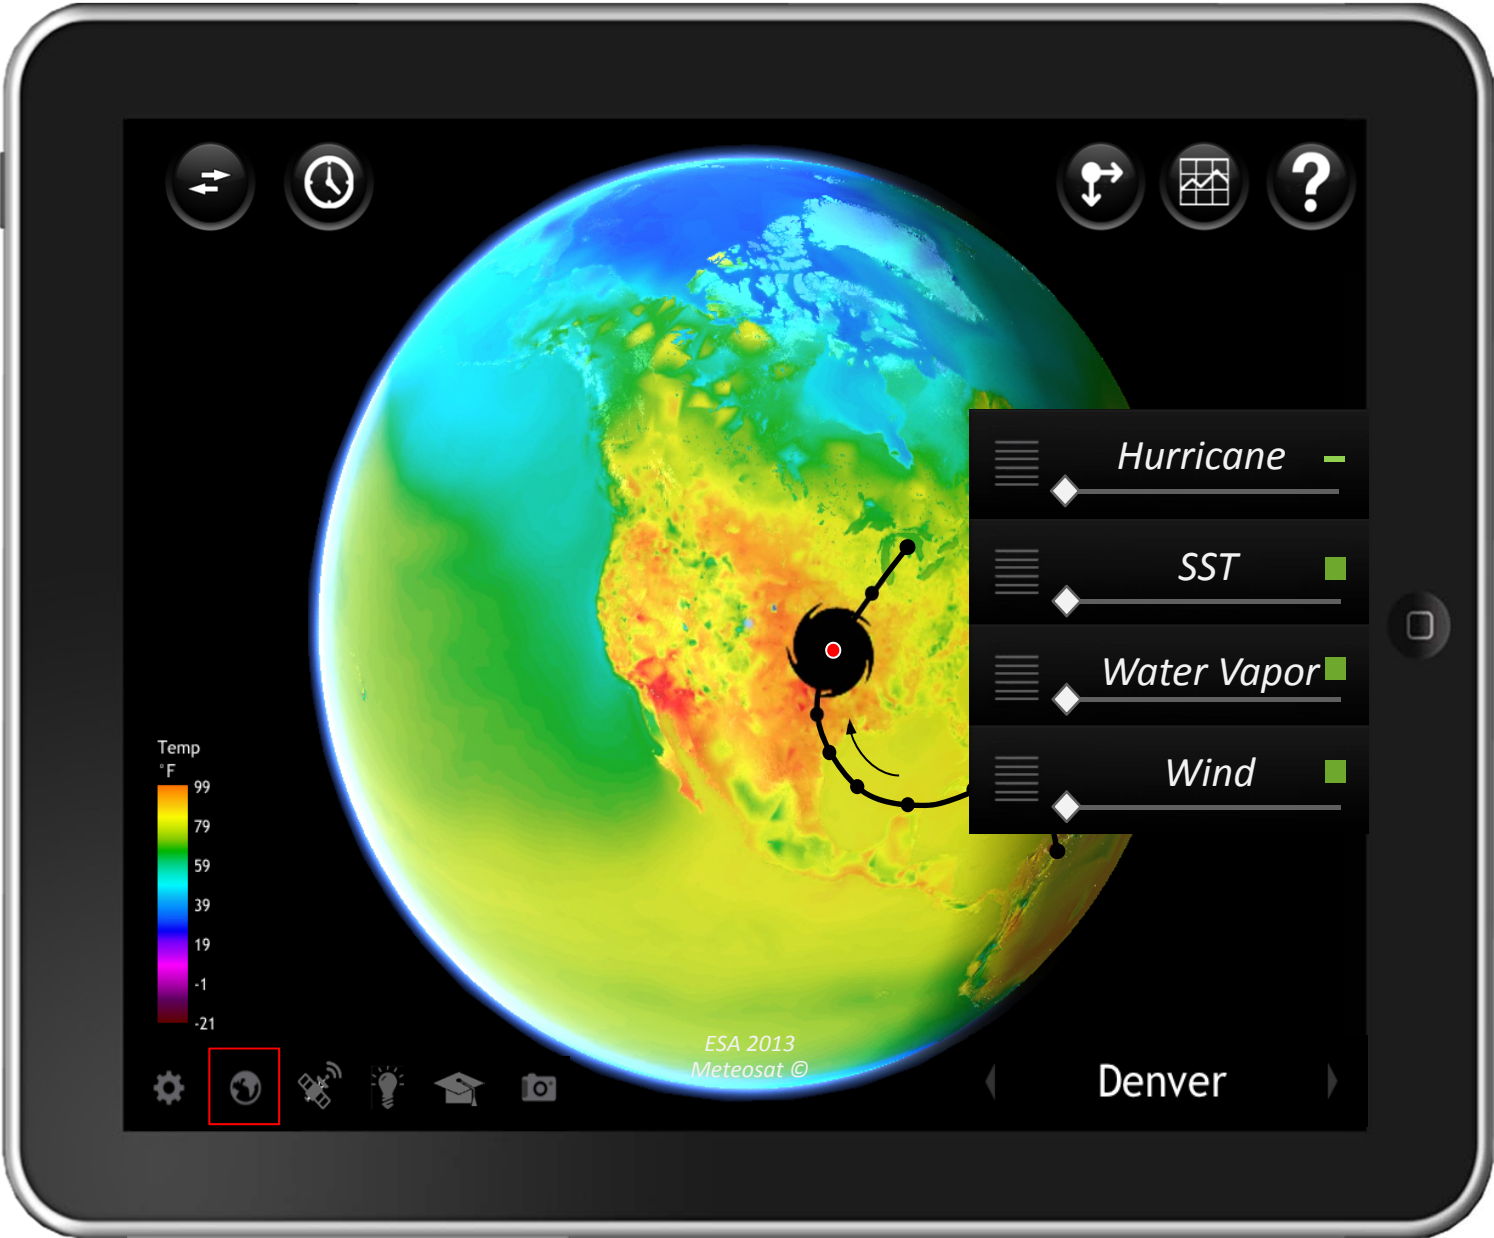 ?
Hurricane
SST
Water Vapor
Wind
Temp
°F
99
79
59
39
19
-1
-21
ESA 2013
Meteosat ©
Denver